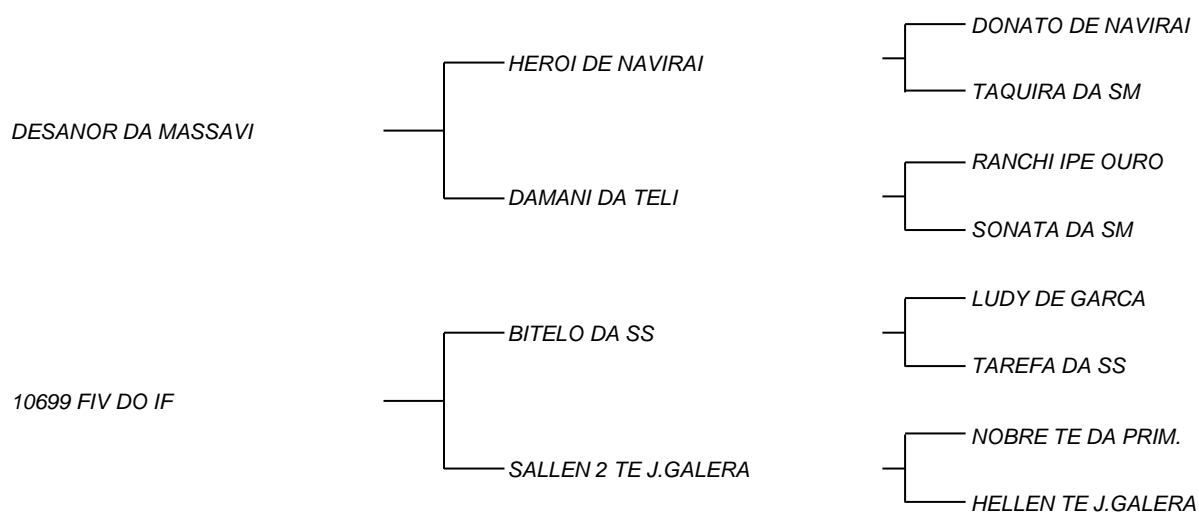 DONATO DE NAVIRAI
HEROI DE NAVIRAI
TAQUIRA DA SM
DESANOR DA MASSAVI
RANCHI IPE OURO
DAMANI DA TELI
SONATA DA SM
LUDY DE GARCA
BITELO DA SS
TAREFA DA SS
10699 FIV DO IF
NOBRE TE DA PRIM.
SALLEN 2 TE J.GALERA
HELLEN TE J.GALERA